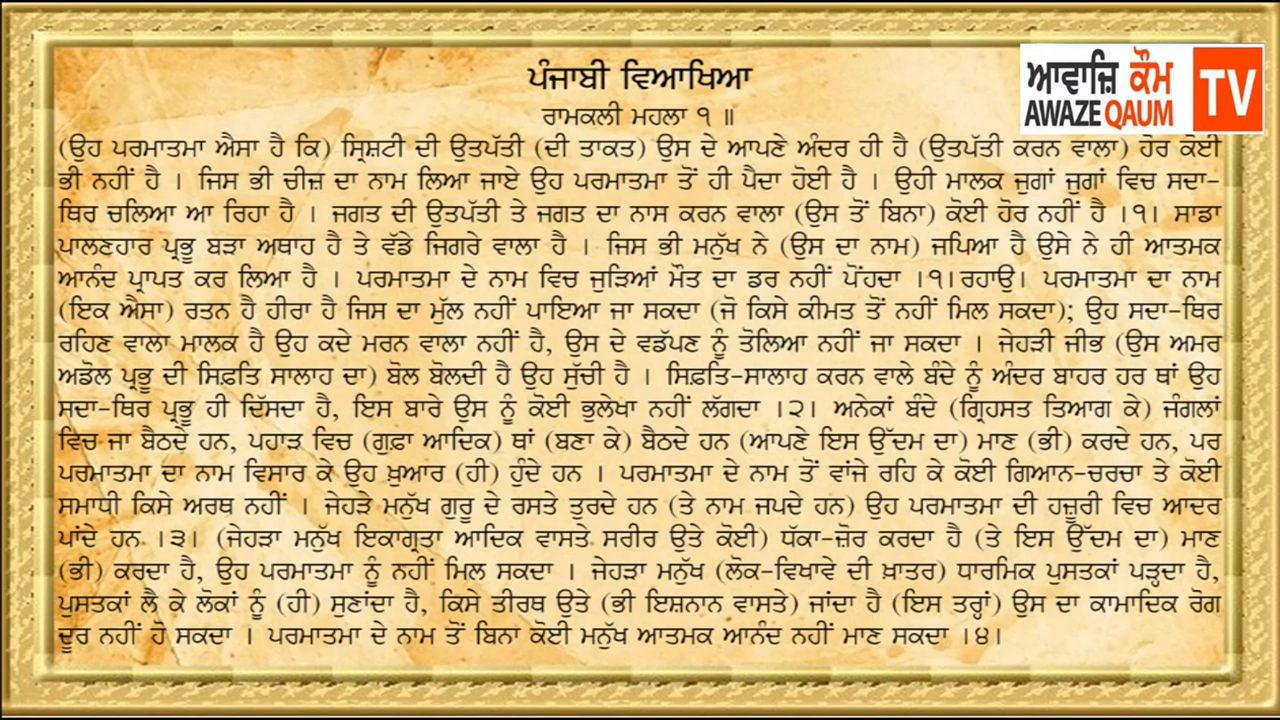 ਪੰਜਾਬੀ ਵਿਆਖਿਆ
ਆਵਾਜ਼ਿ ਕੌਮ
AWAZE QAUM
TV
ਰਾਮਕਲੀ ਮਹਲਾ ੧ ॥
(ਉਹ ਪਰਮਾਤਮਾ ਐਸਾ ਹੈ ਕਿ) ਸ੍ਰਿਸ਼ਟੀ ਦੀ ਉਤਪੱਤੀ (ਦੀ ਤਾਕਤ) ਉਸ ਦੇ ਆਪਣੇ ਅੰਦਰ ਹੀ ਹੈ (ਉਤਪੱਤੀ ਕਰਨ ਵਾਲਾ) ਹੋਰ ਕੋਈ
ਭੀ ਨਹੀਂ ਹੈ । ਜਿਸ ਭੀ ਚੀਜ਼ ਦਾ ਨਾਮ ਲਿਆ ਜਾਏ ਉਹ ਪਰਮਾਤਮਾ ਤੋਂ ਹੀ ਪੈਦਾ ਹੋਈ ਹੈ । ਉਹੀ ਮਾਲਕ ਜੁਗਾਂ ਜੁਗਾਂ ਵਿਚ ਸਦਾ-
ਥਿਰ ਚਲਿਆ ਆ ਰਿਹਾ ਹੈ । ਜਗਤ ਦੀ ਉਤਪੱਤੀ ਤੇ ਜਗਤ ਦਾ ਨਾਸ ਕਰਨ ਵਾਲਾ (ਉਸ ਤੋਂ ਬਿਨਾ) ਕੋਈ ਹੋਰ ਨਹੀਂ ਹੈ ।੧। ਸਾਡਾ
ਪਾਲਣਹਾਰ ਪ੍ਰਭੂ ਬੜਾ ਅਥਾਹ ਹੈ ਤੇ ਵੱਡੇ ਜਿਗਰੇ ਵਾਲਾ ਹੈ । ਜਿਸ ਭੀ ਮਨੁੱਖ ਨੇ (ਉਸ ਦਾ ਨਾਮ) ਜਪਿਆ ਹੈ ਉਸੇ ਨੇ ਹੀ ਆਤਮਕ
ਆਨੰਦ ਪ੍ਰਾਪਤ ਕਰ ਲਿਆ ਹੈ । ਪਰਮਾਤਮਾ ਦੇ ਨਾਮ ਵਿਚ ਜੁੜਿਆਂ ਮੌਤ ਦਾ ਡਰ ਨਹੀਂ ਪੋਂਹਦਾ ।੧।ਰਹਾਉ। ਪਰਮਾਤਮਾ ਦਾ ਨਾਮ
(ਇਕ ਐਸਾ) ਰਤਨ ਹੈ ਹੀਰਾ ਹੈ ਜਿਸ ਦਾ ਮੁੱਲ ਨਹੀਂ ਪਾਇਆ ਜਾ ਸਕਦਾ (ਜੋ ਕਿਸੇ ਕੀਮਤ ਤੋਂ ਨਹੀਂ ਮਿਲ ਸਕਦਾ); ਉਹ ਸਦਾ-ਥਿਰ
ਰਹਿਣ ਵਾਲਾ ਮਾਲਕ ਹੈ ਉਹ ਕਦੇ ਮਰਨ ਵਾਲਾ ਨਹੀਂ ਹੈ, ਉਸ ਦੇ ਵਡੱਪਣ ਨੂੰ ਤੋਲਿਆ ਨਹੀਂ ਜਾ ਸਕਦਾ । ਜੇਹੜੀ ਜੀਭ (ਉਸ ਅਮਰ
ਅਡੋਲ ਪ੍ਰਭੂ ਦੀ ਸਿਫ਼ਤਿ ਸਾਲਾਹ ਦਾ) ਬੋਲ ਬੋਲਦੀ ਹੈ ਉਹ ਸੁੱਚੀ ਹੈ । ਸਿਫ਼ਤਿ-ਸਾਲਾਹ ਕਰਨ ਵਾਲੇ ਬੰਦੇ ਨੂੰ ਅੰਦਰ ਬਾਹਰ ਹਰ ਥਾਂ ਉਹ
ਸਦਾ-ਥਿਰ ਪ੍ਰਭੂ ਹੀ ਦਿੱਸਦਾ ਹੈ, ਇਸ ਬਾਰੇ ਉਸ ਨੂੰ ਕੋਈ ਭੁਲੇਖਾ ਨਹੀਂ ਲੱਗਦਾ ।੨। ਅਨੇਕਾਂ ਬੰਦੇ (ਗ੍ਰਿਹਸਤ ਤਿਆਗ ਕੇ) ਜੰਗਲਾਂ
ਵਿਚ ਜਾ ਬੈਠਦੇ ਹਨ, ਪਹਾੜ ਵਿਚ (ਗੁਫ਼ਾ ਆਦਿਕ) ਥਾਂ (ਬਣਾ ਕੇ) ਬੈਠਦੇ ਹਨ (ਆਪਣੇ ਇਸ ਉੱਦਮ ਦਾ) ਮਾਣ (ਭੀ) ਕਰਦੇ ਹਨ, ਪਰ
ਪਰਮਾਤਮਾ ਦਾ ਨਾਮ ਵਿਸਾਰ ਕੇ ਉਹ ਖ਼ੁਆਰ (ਹੀ) ਹੁੰਦੇ ਹਨ । ਪਰਮਾਤਮਾ ਦੇ ਨਾਮ ਤੋਂ ਵਾਂਜੇ ਰਹਿ ਕੇ ਕੋਈ ਗਿਆਨ-ਚਰਚਾ ਤੇ ਕੋਈ
ਸਮਾਧੀ ਕਿਸੇ ਅਰਥ ਨਹੀਂ । ਜੇਹੜੇ ਮਨੁੱਖ ਗੁਰੂ ਦੇ ਰਸਤੇ ਤੁਰਦੇ ਹਨ (ਤੇ ਨਾਮ ਜਪਦੇ ਹਨ) ਉਹ ਪਰਮਾਤਮਾ ਦੀ ਹਜ਼ੂਰੀ ਵਿਚ ਆਦਰ
ਪਾਂਦੇ ਹਨ ।੩। (ਜੇਹੜਾ ਮਨੁੱਖ ਇਕਾਗ੍ਰਤਾ ਆਦਿਕ ਵਾਸਤੇ ਸਰੀਰ ਉਤੇ ਕੋਈ) ਧੱਕਾ-ਜ਼ੋਰ ਕਰਦਾ ਹੈ (ਤੇ ਇਸ ਉੱਦਮ ਦਾ) ਮਾਣ
(ਭੀ) ਕਰਦਾ ਹੈ, ਉਹ ਪਰਮਾਤਮਾ ਨੂੰ ਨਹੀਂ ਮਿਲ ਸਕਦਾ । ਜੇਹੜਾ ਮਨੁੱਖ (ਲੋਕ-ਵਿਖਾਵੇ ਦੀ ਖ਼ਾਤਰ) ਧਾਰਮਿਕ ਪੁਸਤਕਾਂ ਪੜ੍ਹਦਾ ਹੈ,
ਪੁਸਤਕਾਂ ਲੈ ਕੇ ਲੋਕਾਂ ਨੂੰ (ਹੀ) ਸੁਣਾਂਦਾ ਹੈ, ਕਿਸੇ ਤੀਰਥ ਉਤੇ (ਭੀ ਇਸ਼ਨਾਨ ਵਾਸਤੇ) ਜਾਂਦਾ ਹੈ (ਇਸ ਤਰ੍ਹਾਂ) ਉਸ ਦਾ ਕਾਮਾਦਿਕ ਰੋਗ
ਦੂਰ ਨਹੀਂ ਹੋ ਸਕਦਾ । ਪਰਮਾਤਮਾ ਦੇ ਨਾਮ ਤੋਂ ਬਿਨਾ ਕੋਈ ਮਨੁੱਖ ਆਤਮਕ ਆਨੰਦ ਨਹੀਂ ਮਾਣ ਸਕਦਾ ।੪।